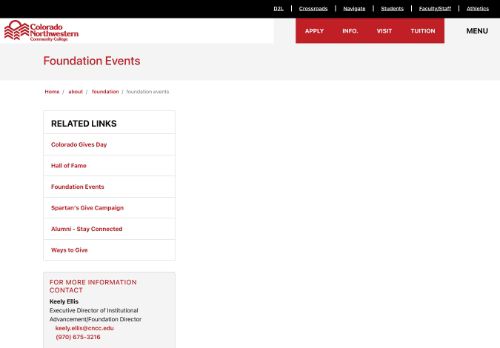 D2L | Crossroads | Navigate | Students | Faculty/Staff | Athletics
Colorado
Northwestern
Community College
APPLY INFO. VISIT TUITION MENU
Foundation Events
Home / about / foundation / foundation events
RELATED LINKS
Colorado Gives Day
Hall of Fame
Foundation Events
Spartan's Give Campaign
Alumni - Stay Connected
Ways to Give
FOR MORE INFORMATION
CONTACT
Keely Ellis
Executive Director of Institutional
Advancement/Foundation Director
keely.ellis@cncc.edu
(970) 675-3216